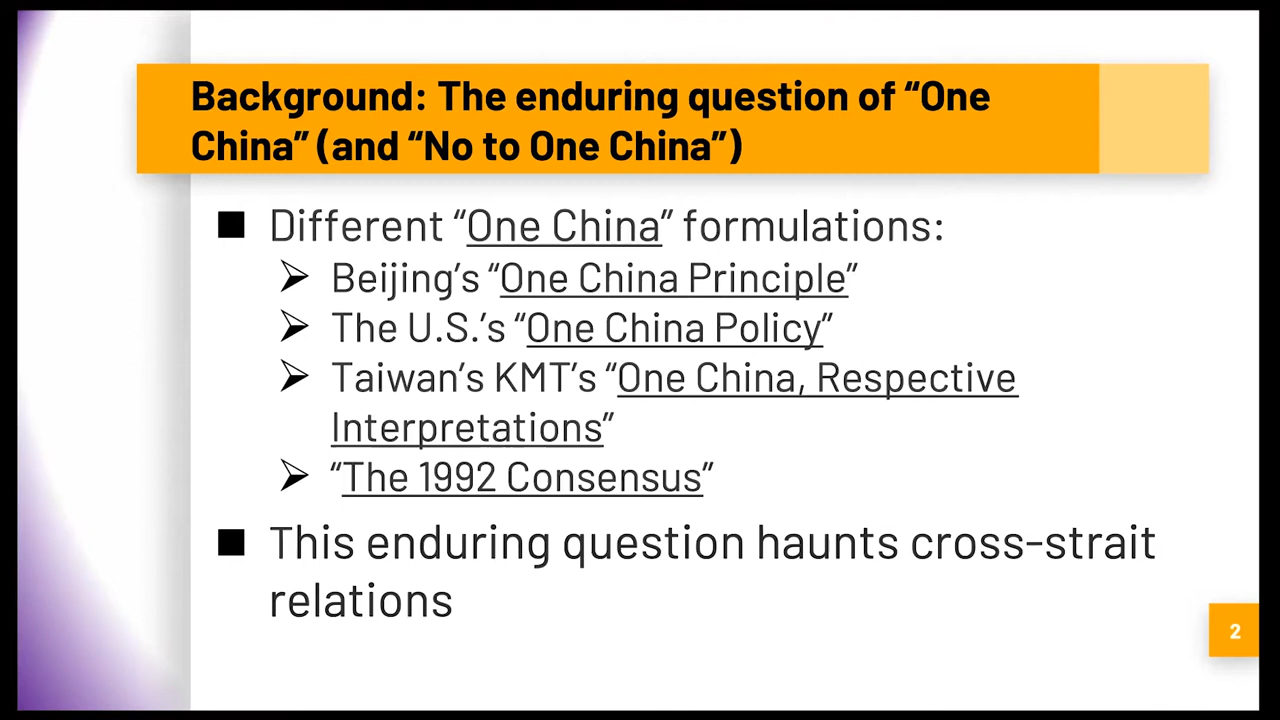 Background: The enduring question of “One
China” (and “No to One China”)
■ Different “One China” formulations:
➢ Beijing’s “One China Principle”
➢ The U.S.’s “One China Policy”
➢ Taiwan’s KMT’s “One China, Respective
Interpretations”
➢ “The 1992 Consensus”
■ This enduring question haunts cross-strait
relations
2